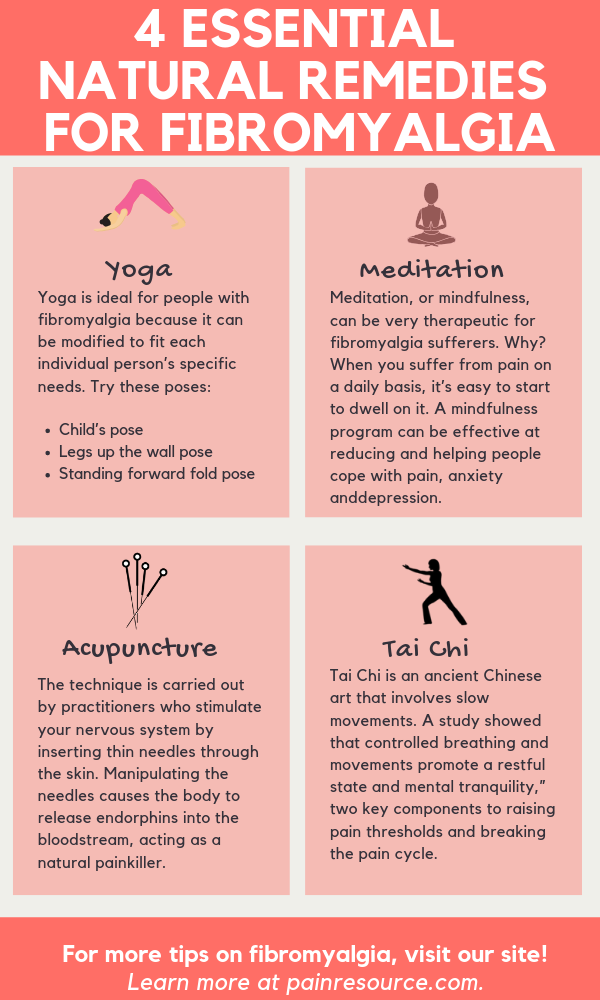 4 ESSENTIAL
NATURAL REMEDIES
FOR FIBROMYALGIA
Yoga
Yoga is ideal for people with
fibromyalgia because it can
be modified to fit each
individual person's specific
needs. Try these poses:
• Child's pose
• Legs up the wall pose
• Standing forward fold pose
Meditation
Meditation, or mindfulness,
can be very therapeutic for
fibromyalgia sufferers. Why?
When you suffer from pain on
a daily basis, it's easy to start
to dwell on it. A mindfulness
program can be effective at
reducing and helping people
cope with pain, anxiety
anddepression.
Acupuncture
The technique is carried out
by practitioners who stimulate
your nervous system by
inserting thin needles through
the skin. Manipulating the
needles causes the body to
release endorphins into the
bloodstream, acting as a
natural painkiller.
Tai Chi
Tai Chi is an ancient Chinese
art that involves slow
movements. A study showed
that controlled breathing and
movements promote a restful
state and mental tranquility,”
two key components to raising
pain thresholds and breaking
the pain cycle.
For more tips on fibromyalgia, visit our site!
Learn more at painresource.com.